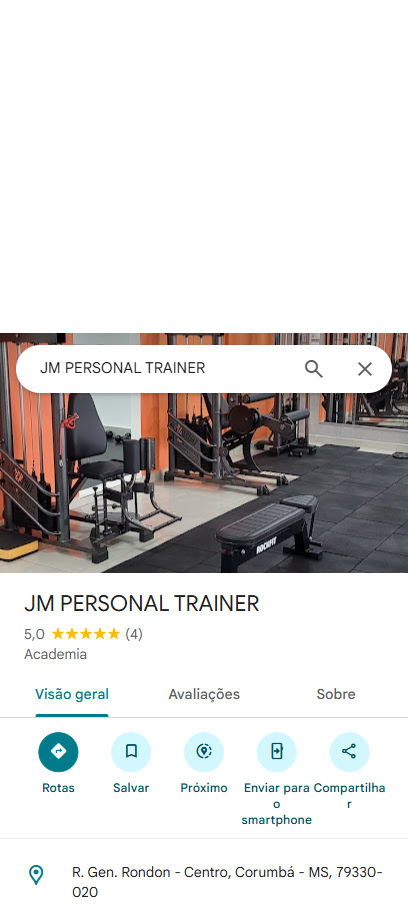 JM PERSONAL TRAINER
ROCKFIT
JM PERSONAL TRAINER
5,0 (4)
Academia
Visão geral Avaliações Sobre
Rotas Salvar Próximo Enviar para o smartphone Compartilhar
R. Gen. Rondon - Centro, Corumbá - MS, 79330-
020